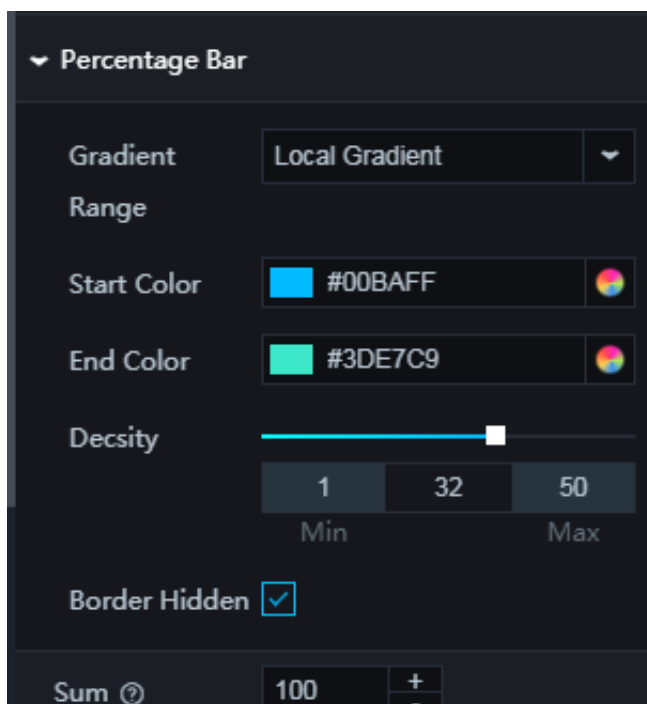 Percentage Bar
Gradient Range
Local Gradient
Start Color
#00BAFF
End Color
#3DE7C9
Decsity
1 32 50
Min Max
Border Hidden
Sum
100
+